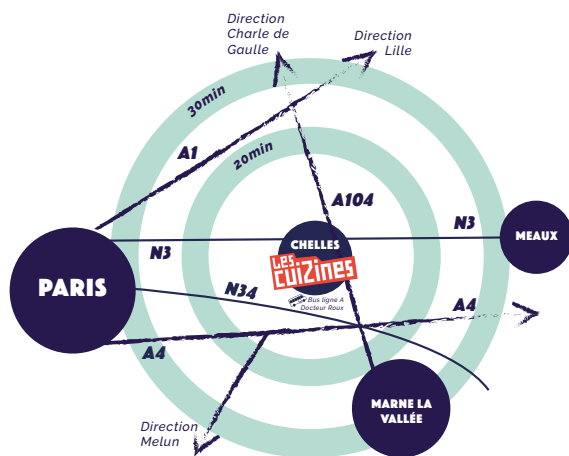 Direction
Charle de
Gaulle
Direction
Lille
30min
20min
A1
A104
N3
N3
CHELLES
MEAUX
LES
CUIZINES
PARIS
N34
Bus ligne A
Docteur Roux
A4
A4
MARNE LA
VALLÉE
Direction
Melun